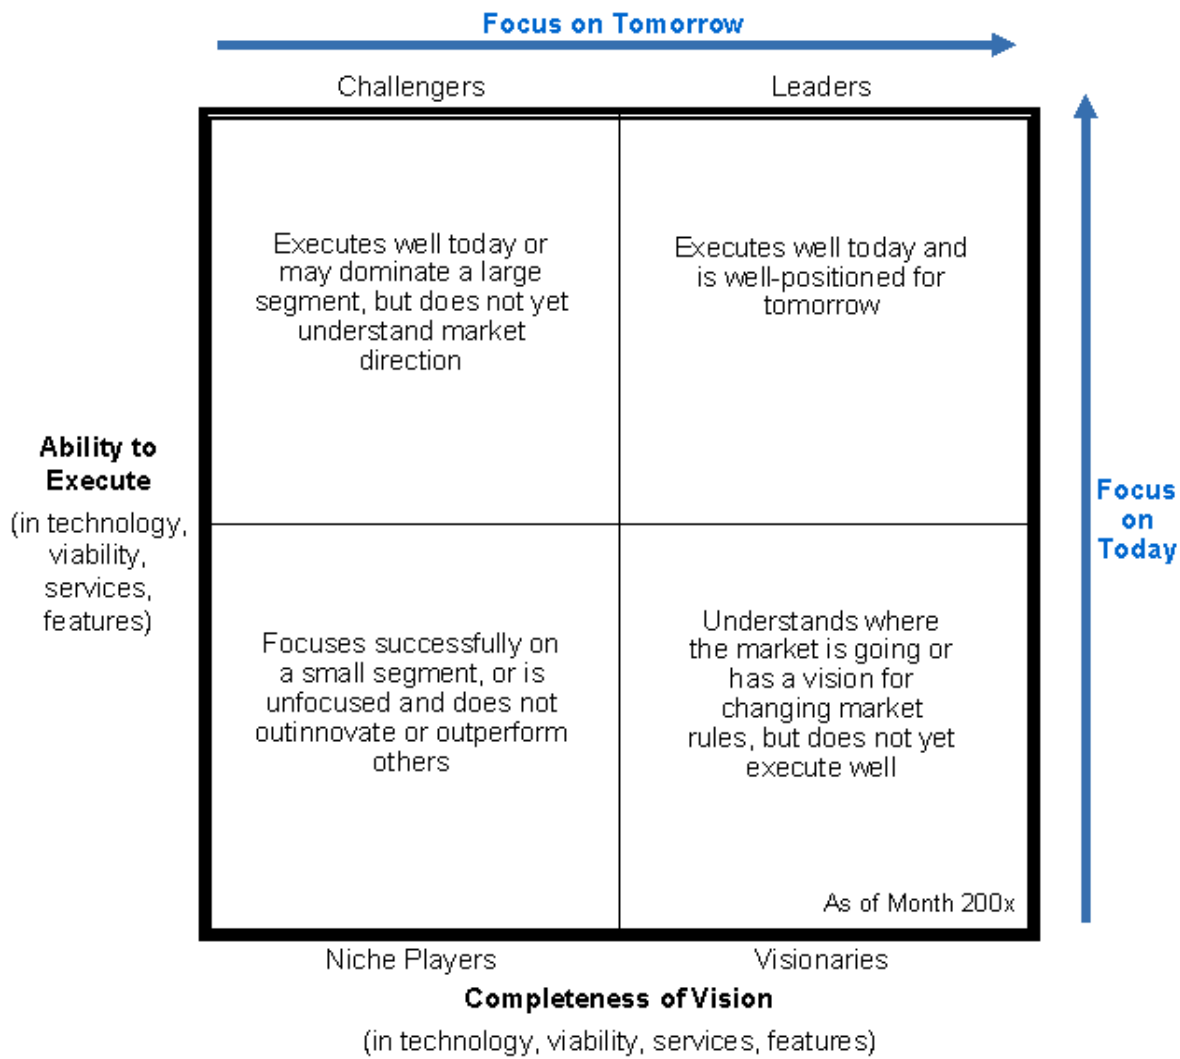 Focus on Tomorrow
Challengers
Leaders
Executes well today or
may dominate a large
segment, but does not yet
understand market
direction
Executes well today and
is well-positioned for
tomorrow
Ability to
Execute
(in technology,
viability,
services,
features)
Focus
on
Today
Focuses successfully on
a small segment, or is
unfocused and does not
outinnovate or outperform
others
Understands where
the market is going or
has a vision for
changing market
rules, but does not yet
execute well
As of Month 200x
Niche Players
Visionaries
Completeness of Vision
(in technology, viability, services, features)